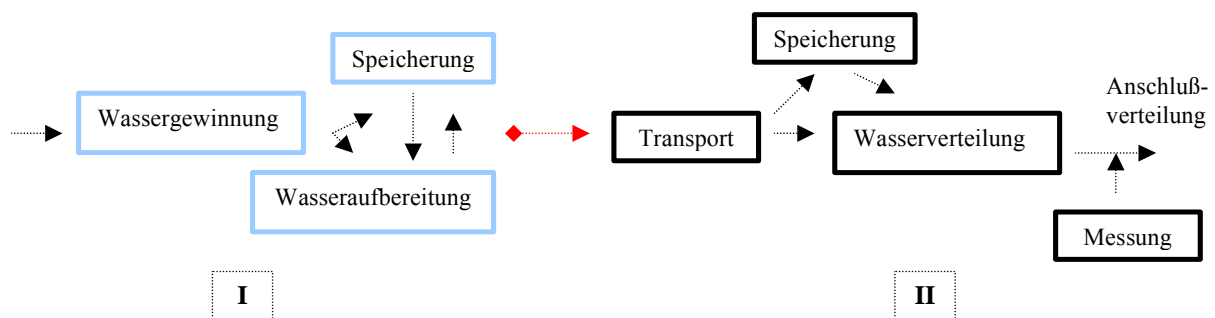 Speicherung
Wassergewinnung
Wasseraufbereitung
I
Speicherung
Transport
Wasserverteilung
Anschluß-
verteilung
Messung
II